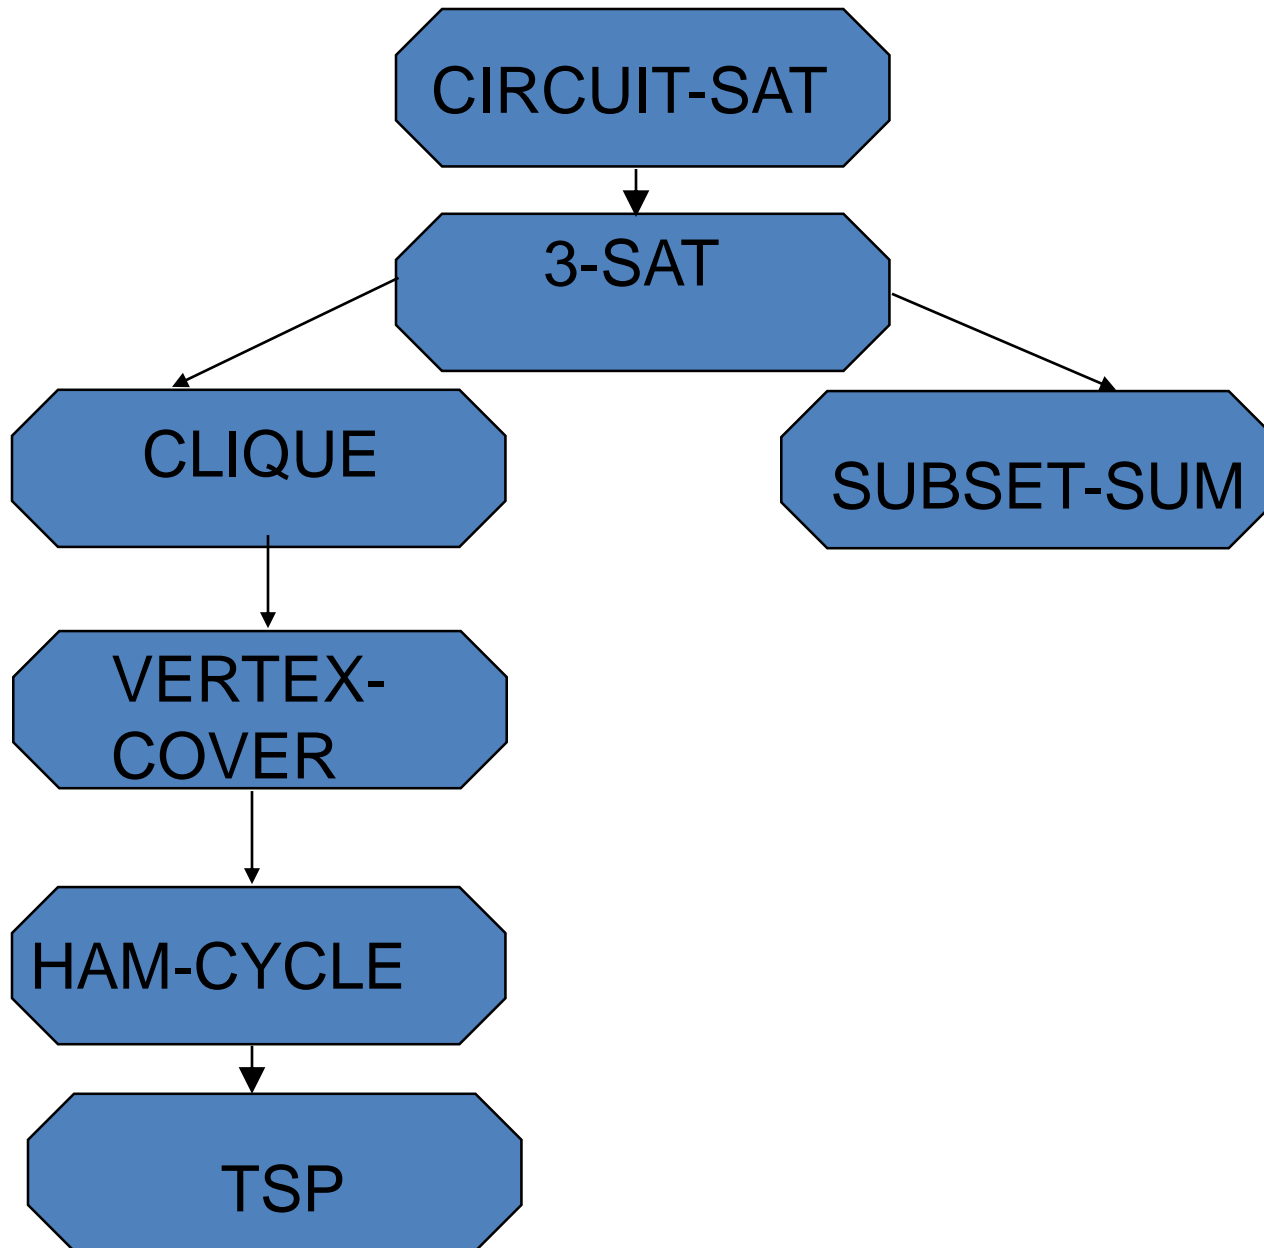 CIRCUIT-SAT
3-SAT
CLIQUE
SUBSET-SUM
VERTEX-
COVER
HAM-CYCLE
TSP